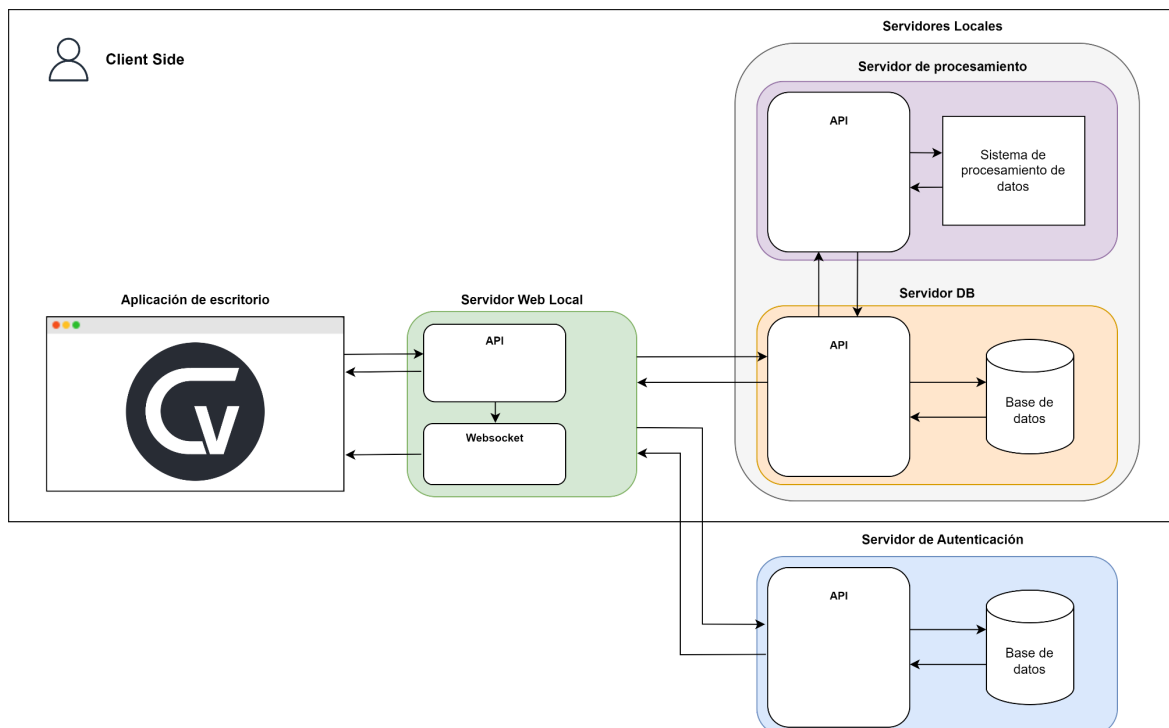 Client Side
Servidores Locales
Servidor de procesamiento
API
Sistema de
procesamiento de
datos
Aplicación de escritorio
CV
Servidor Web Local
API
Websocket
Servidor DB
API
Base de
datos
Servidor de Autenticación
API
Base de
datos